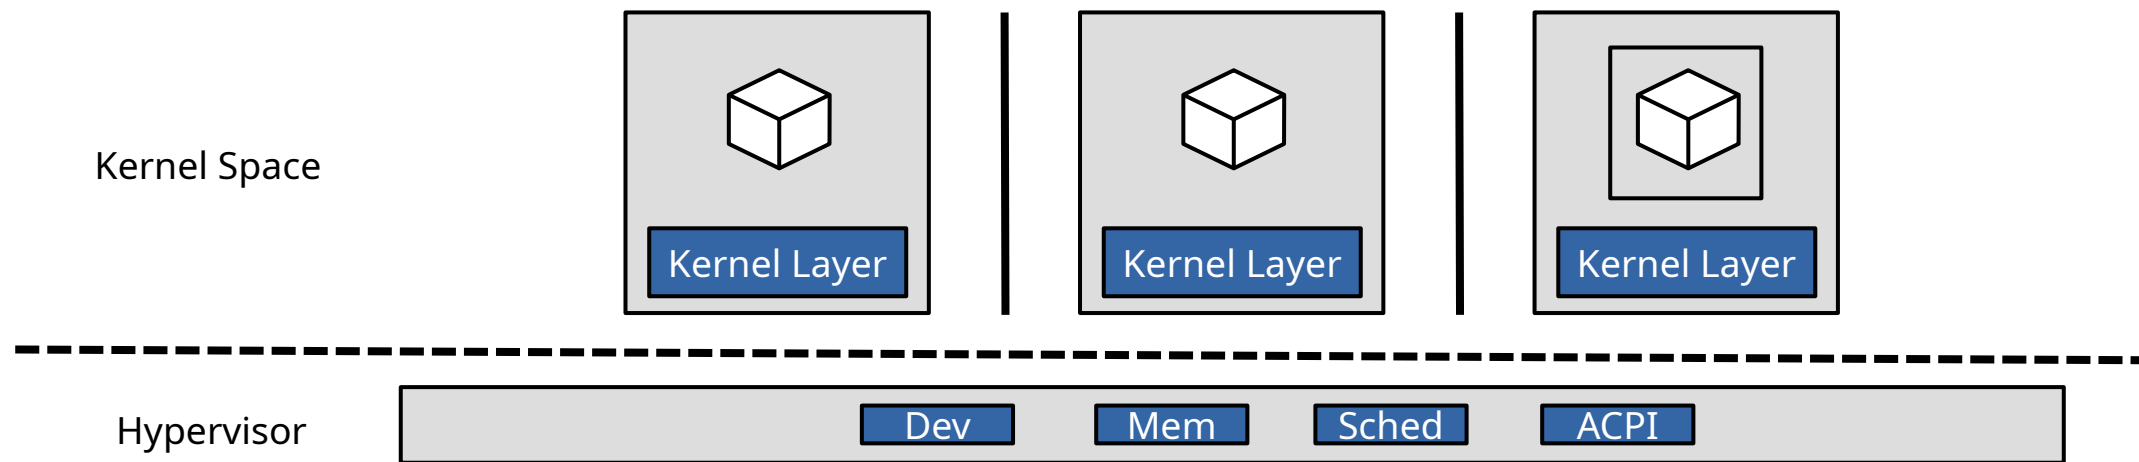 Kernel Space
Kernel Layer
Kernel Layer
Kernel Layer
Hypervisor
Dev
Mem
Sched
ACPI